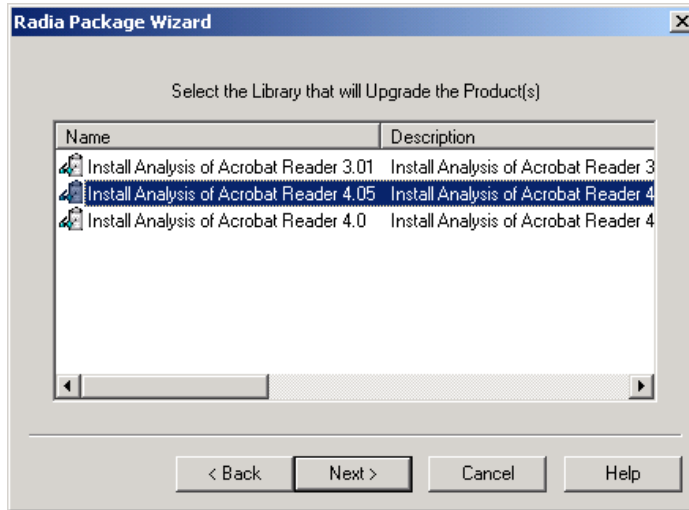 Radia Package Wizard
Select the Library that will Upgrade the Product(s)
Name Description
Install Analysis of Acrobat Reader 3.01 Install Analysis of Acrobat Reader 3
Install Analysis of Acrobat Reader 4.05 Install Analysis of Acrobat Reader 4
Install Analysis of Acrobat Reader 4.0 Install Analysis of Acrobat Reader 4
< Back Next > Cancel Help